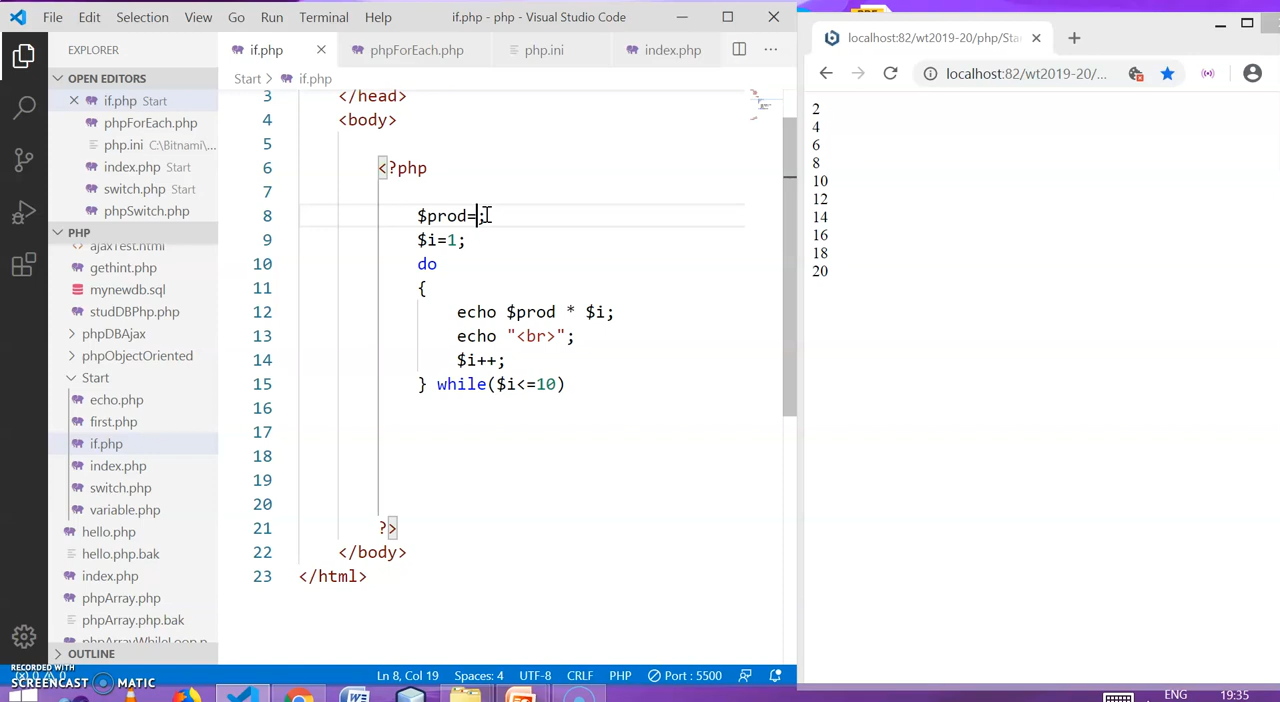 File Edit Selection View Go Run Terminal Help if.php - php - Visual Studio Code
EXPLORER
OPEN EDITORS
if.php Start
phpForEach.php
php.ini C:\Bitnami\...
index.php Start
switch.php Start
phpSwitch.php
PHP
ajaxTest.html
gethint.php
mynewdb.sql
studDBPhp.php
phpDBAjax
phpObjectOriented
Start
echo.php
first.php
if.php
index.php
switch.php
variable.php
hello.php
hello.php.bak
index.php
phpArray.php
phpArray.php.bak
phpArrayWhileLoop.p
OUTLINE
if.php phpForEach.php php.ini index.php
Start > if.php
3 </head>
4 <body>
5
6 <?php
7
8 $prod=;
9 $i=1;
10 do
11 {
12 echo $prod * $i;
13 echo "<br>";
14 $i++;
15 } while($i<=10)
16
17
18
19
20
21 ?>
22 </body>
23 </html>
Ln 8, Col 19 Spaces: 4 UTF-8 CRLF PHP Port : 5500
RECORDED WITH
SCREENCAST MATIC
localhost:82/wt2019-20/php/Sta
localhost:82/wt2019-20/...
2
4
6
8
10
12
14
16
18
20
ENG 19:35